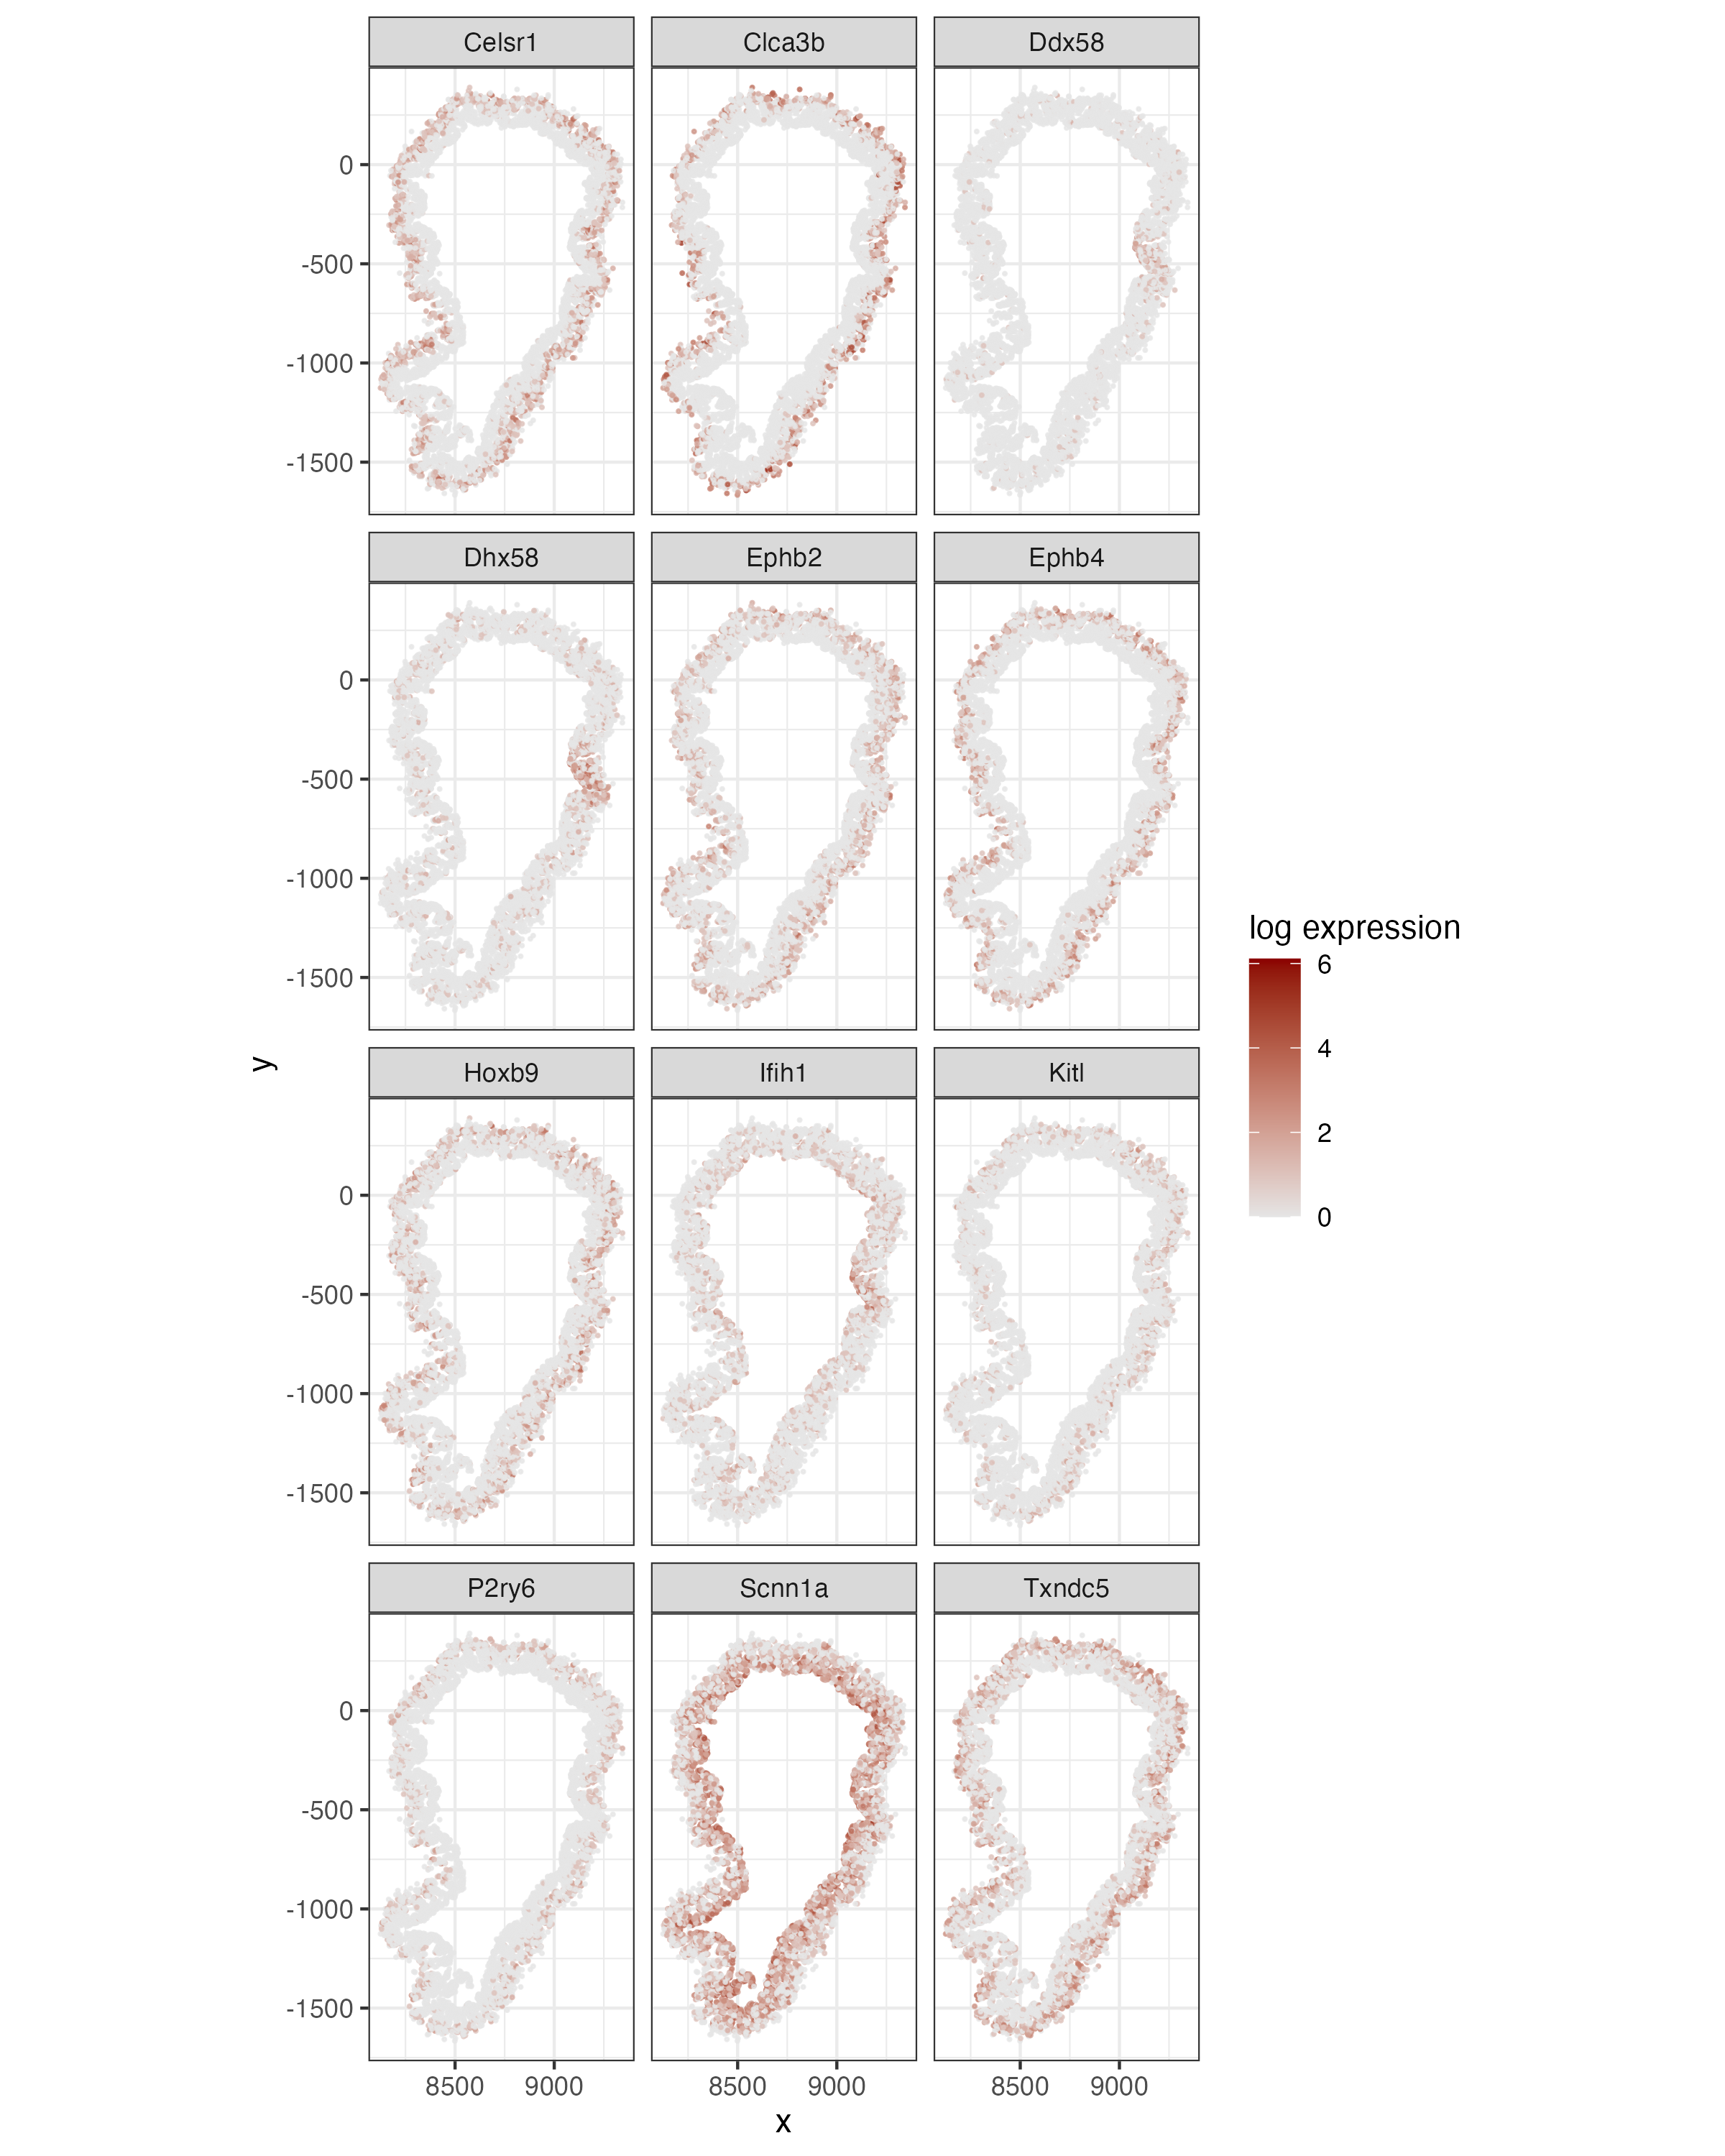 Celsr1 Clca3b Ddx58
0
-500
-1000
-1500
Dhx58 Ephb2 Ephb4
0
-500
-1000
-1500
Hoxb9 Ifih1 Kitl
0
-500
-1000
-1500
P2ry6 Scnn1a Txndc5
0
-500
-1000
-1500
8500 9000 8500 9000 8500 9000
x
y
log expression
6
4
2
0